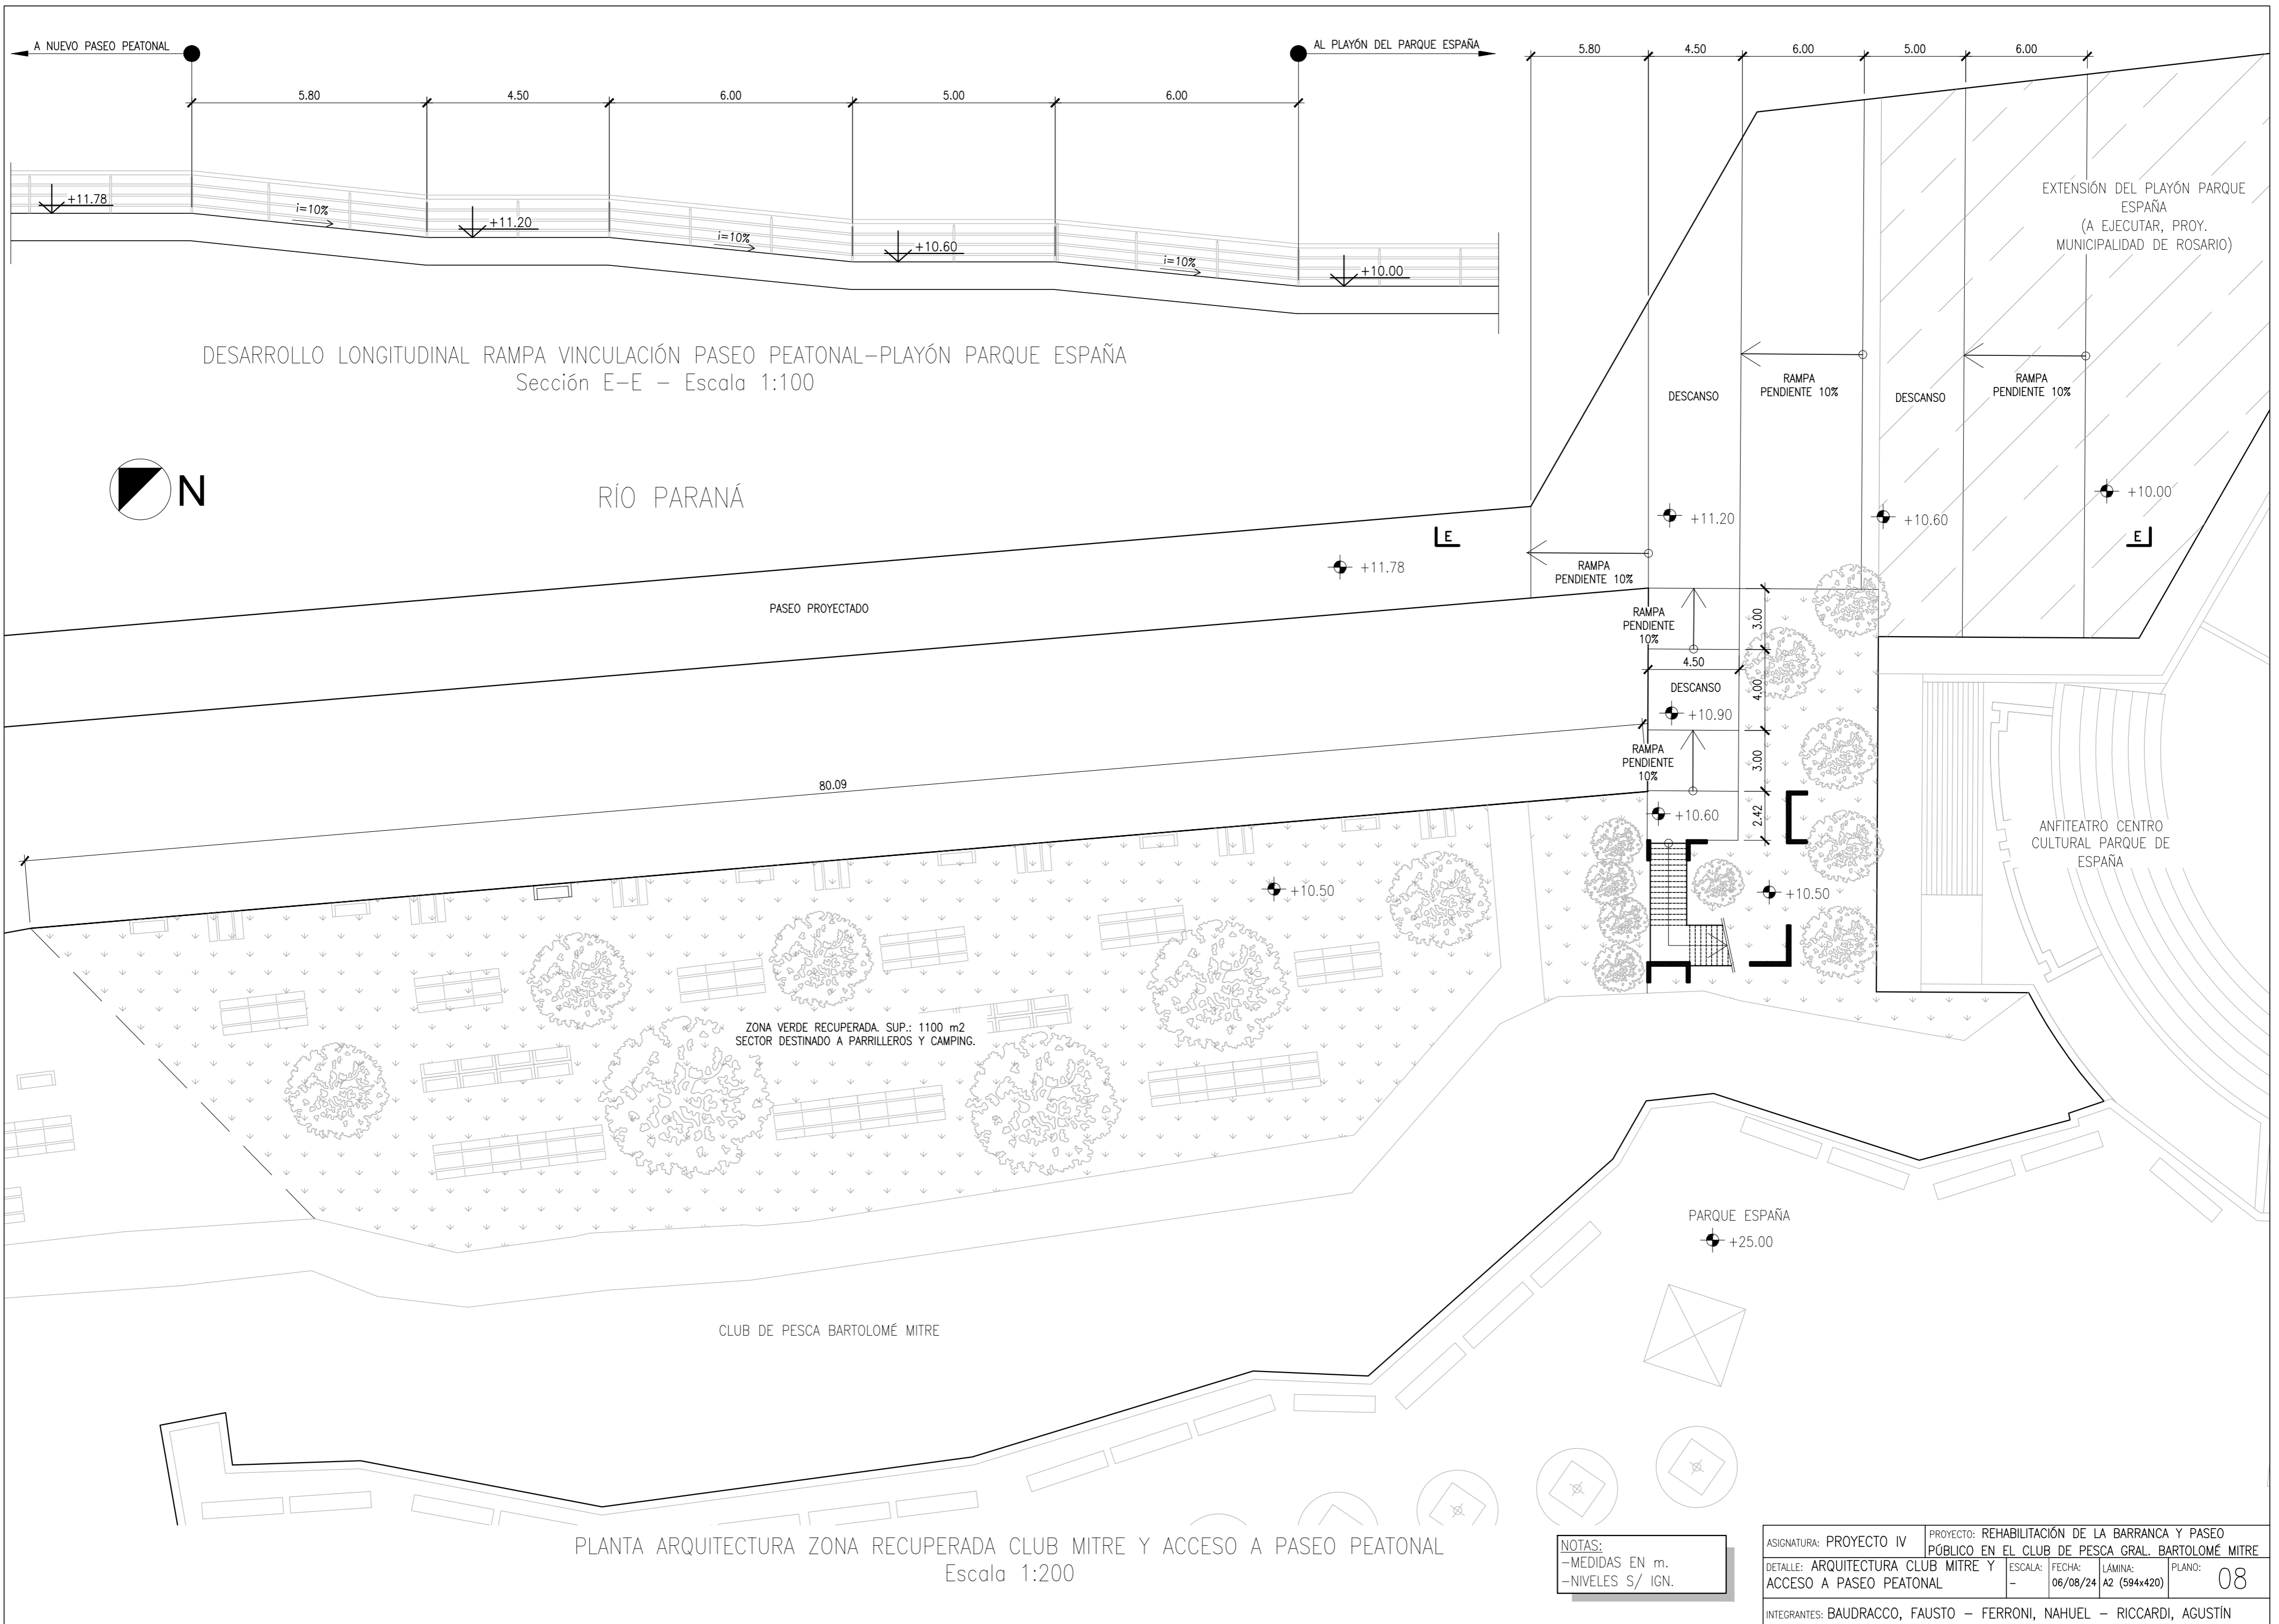 A NUEVO PASEO PEATONAL
AL PLAYÓN DEL PARQUE ESPAÑA
5.80
4.50
6.00
5.00
6.00
+11.78
i=10%
+11.20
i=10%
+10.60
i=10%
+10.00
DESARROLLO LONGITUDINAL RAMPA VINCULACIÓN PASEO PEATONAL-PLAYÓN PARQUE ESPAÑA
Sección E-E - Escala 1:100
5.80
4.50
6.00
5.00
6.00
EXTENSIÓN DEL PLAYÓN PARQUE
ESPAÑA
(A EJECUTAR, PROY.
MUNICIPALIDAD DE ROSARIO)
DESCANSO
RAMPA
PENDIENTE 10%
DESCANSO
RAMPA
PENDIENTE 10%
N
RÍO PARANÁ
+11.20
+10.60
+10.00
E
E
+11.78
RAMPA
PENDIENTE 10%
PASEO PROYECTADO
RAMPA
PENDIENTE
10%
3.00
4.50
DESCANSO
4.00
+10.90
RAMPA
PENDIENTE
10%
3.00
80.09
+10.60
2.42
ANFITEATRO CENTRO
CULTURAL PARQUE DE
ESPAÑA
+10.50
+10.50
ZONA VERDE RECUPERADA. SUP.: 1100 m2
SECTOR DESTINADO A PARRILLEROS Y CAMPING.
PARQUE ESPAÑA
+25.00
CLUB DE PESCA BARTOLOMÉ MITRE
PLANTA ARQUITECTURA ZONA RECUPERADA CLUB MITRE Y ACCESO A PASEO PEATONAL
Escala 1:200
NOTAS:
-MEDIDAS EN m.
-NIVELES S/ IGN.
ASIGNATURA: PROYECTO IV
PROYECTO: REHABILITACIÓN DE LA BARRANCA Y PASEO
PÚBLICO EN EL CLUB DE PESCA GRAL. BARTOLOMÉ MITRE
DETALLE: ARQUITECTURA CLUB MITRE Y
ACCESO A PASEO PEATONAL
ESCALA:
-
FECHA:
06/08/24
LÁMINA:
A2 (594x420)
PLANO:
08
INTEGRANTES: BAUDRACCO, FAUSTO - FERRONI, NAHUEL - RICCARDI, AGUSTÍN